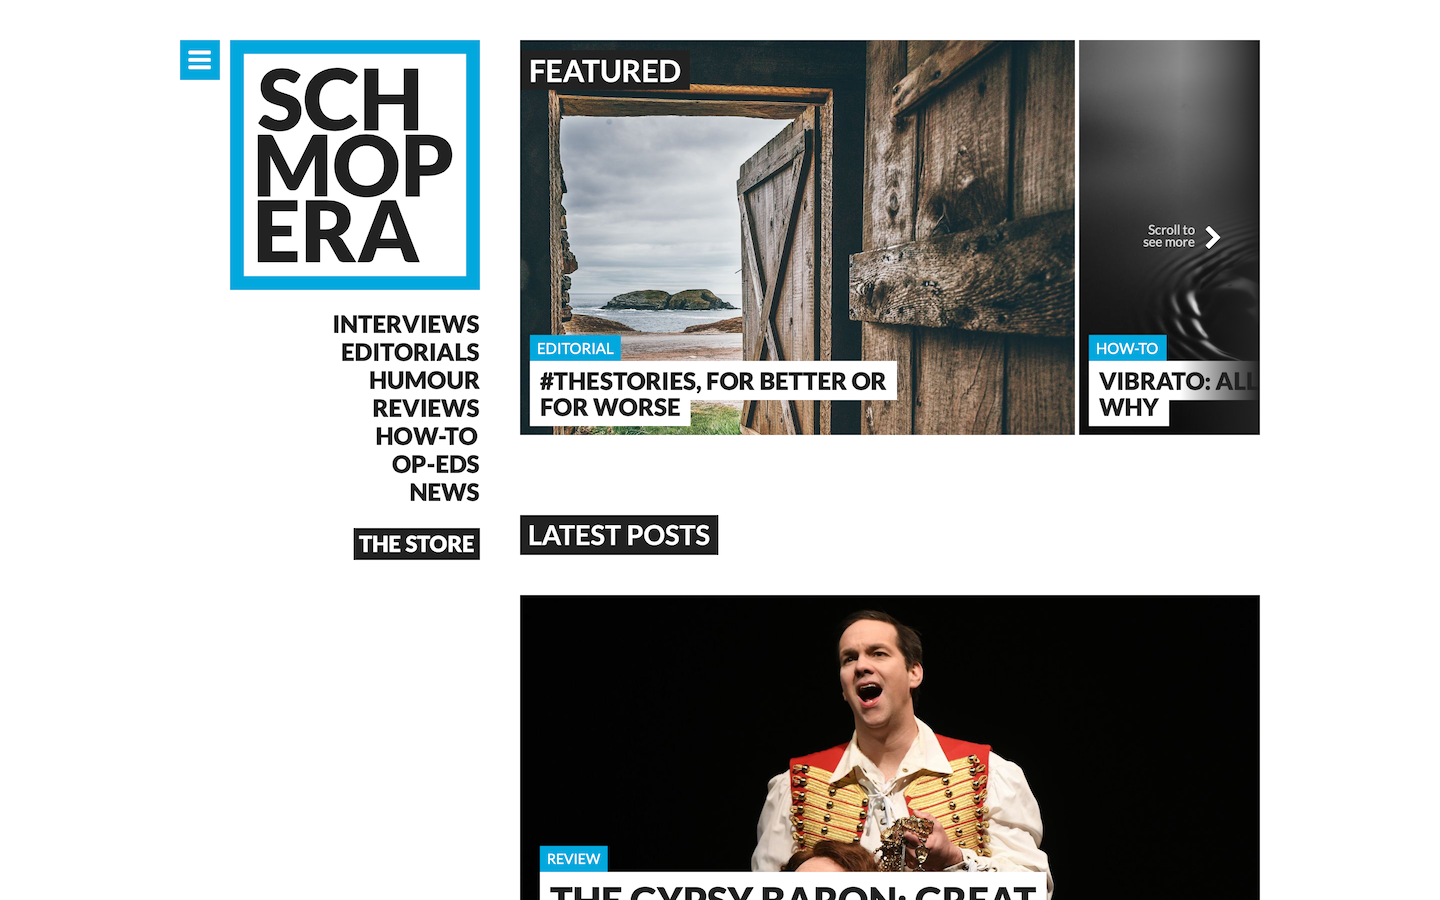 SCH
MOP
ERA
INTERVIEWS
EDITORIALS
HUMOUR
REVIEWS
HOW-TO
OP-EDS
NEWS
THE STORE
FEATURED
EDITORIAL
#THESTORIES, FOR BETTER OR
FOR WORSE
Scroll to
see more
HOW-TO
VIBRATO: ALL
WHY
LATEST POSTS
REVIEW
THE GYPSY BARON: GREAT